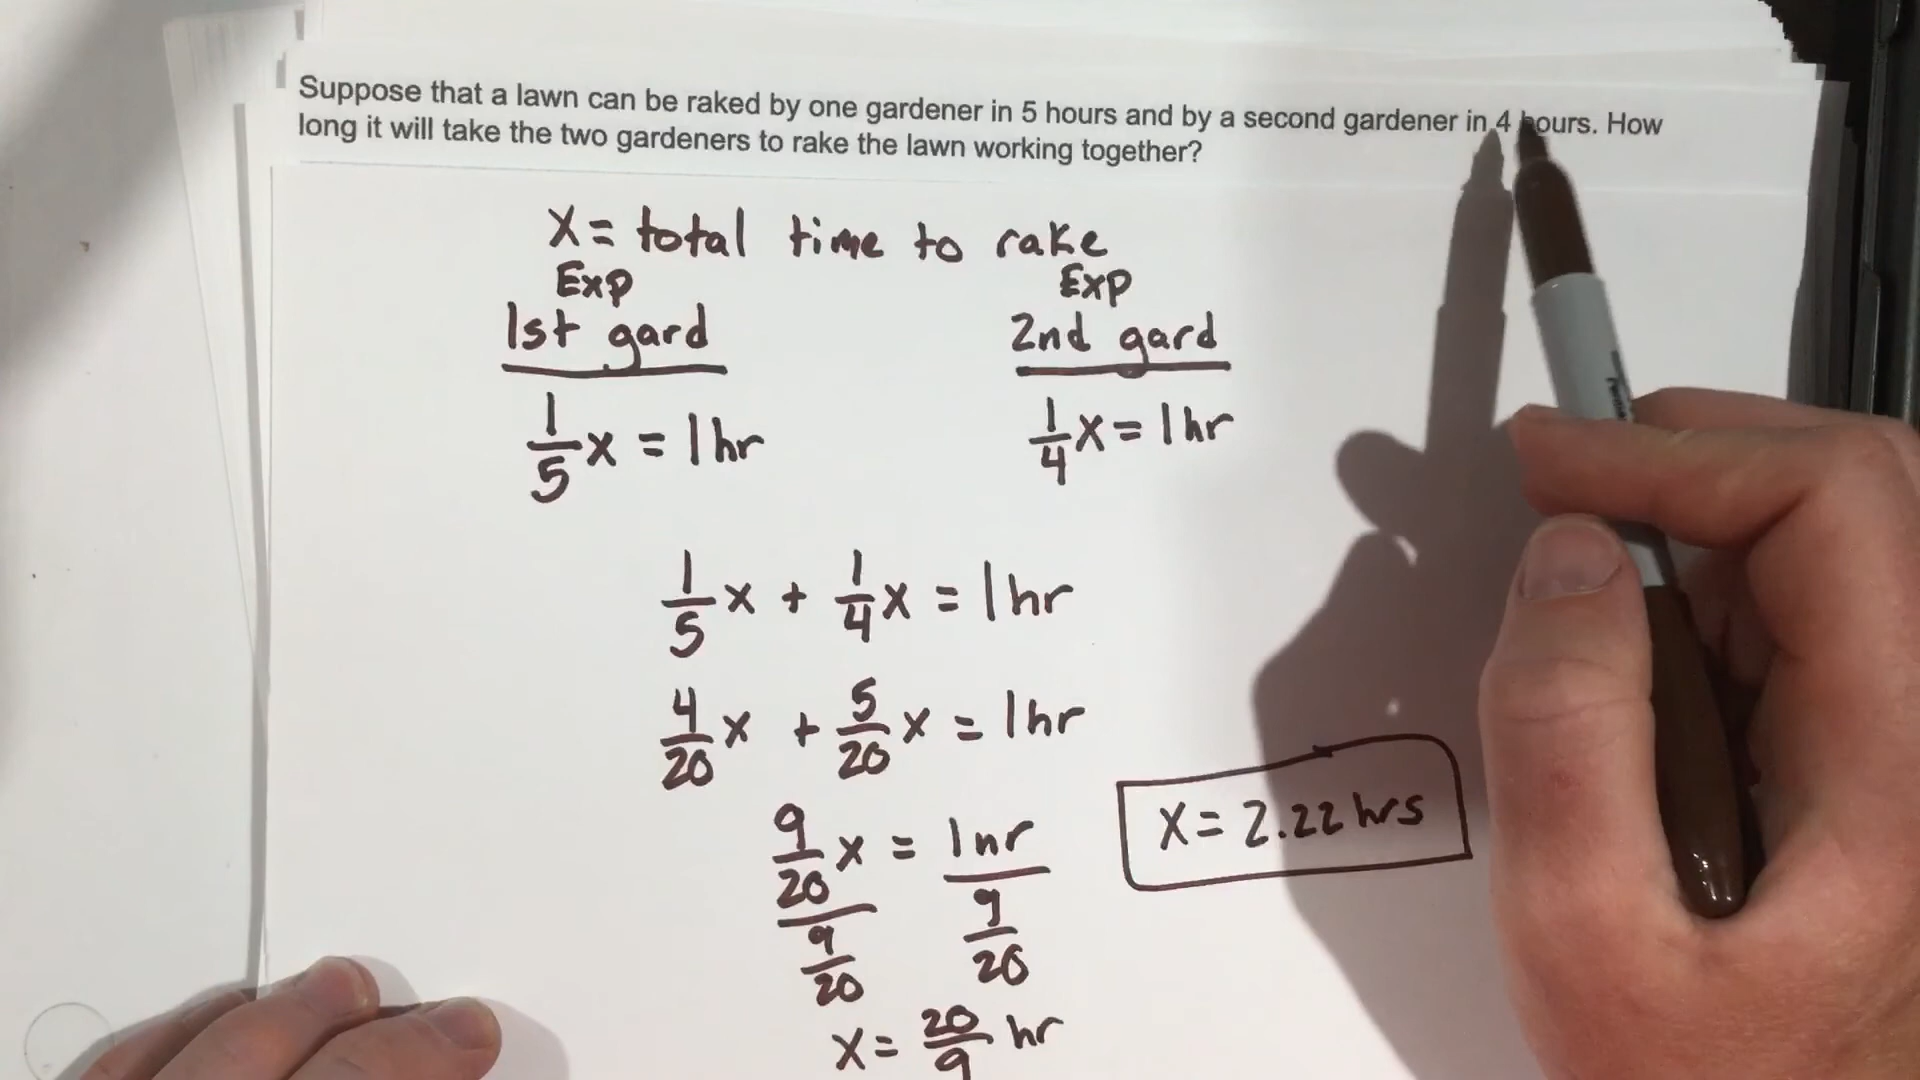 Suppose that a lawn can be raked by one gardener in 5 hours and by a second gardener in 4 hours. How
long it will take the two gardeners to rake the lawn working together?
X = total time to rake
Exp Exp
1st gard 2nd gard
1/5 x = 1 hr 1/4 x = 1 hr
1/5 x + 1/4 x = 1 hr
4/20 x + 5/20 x = 1 hr
9/20 x = 1 hr
9/20 9/20
X = 2.22 hrs
X = 20/9 hr